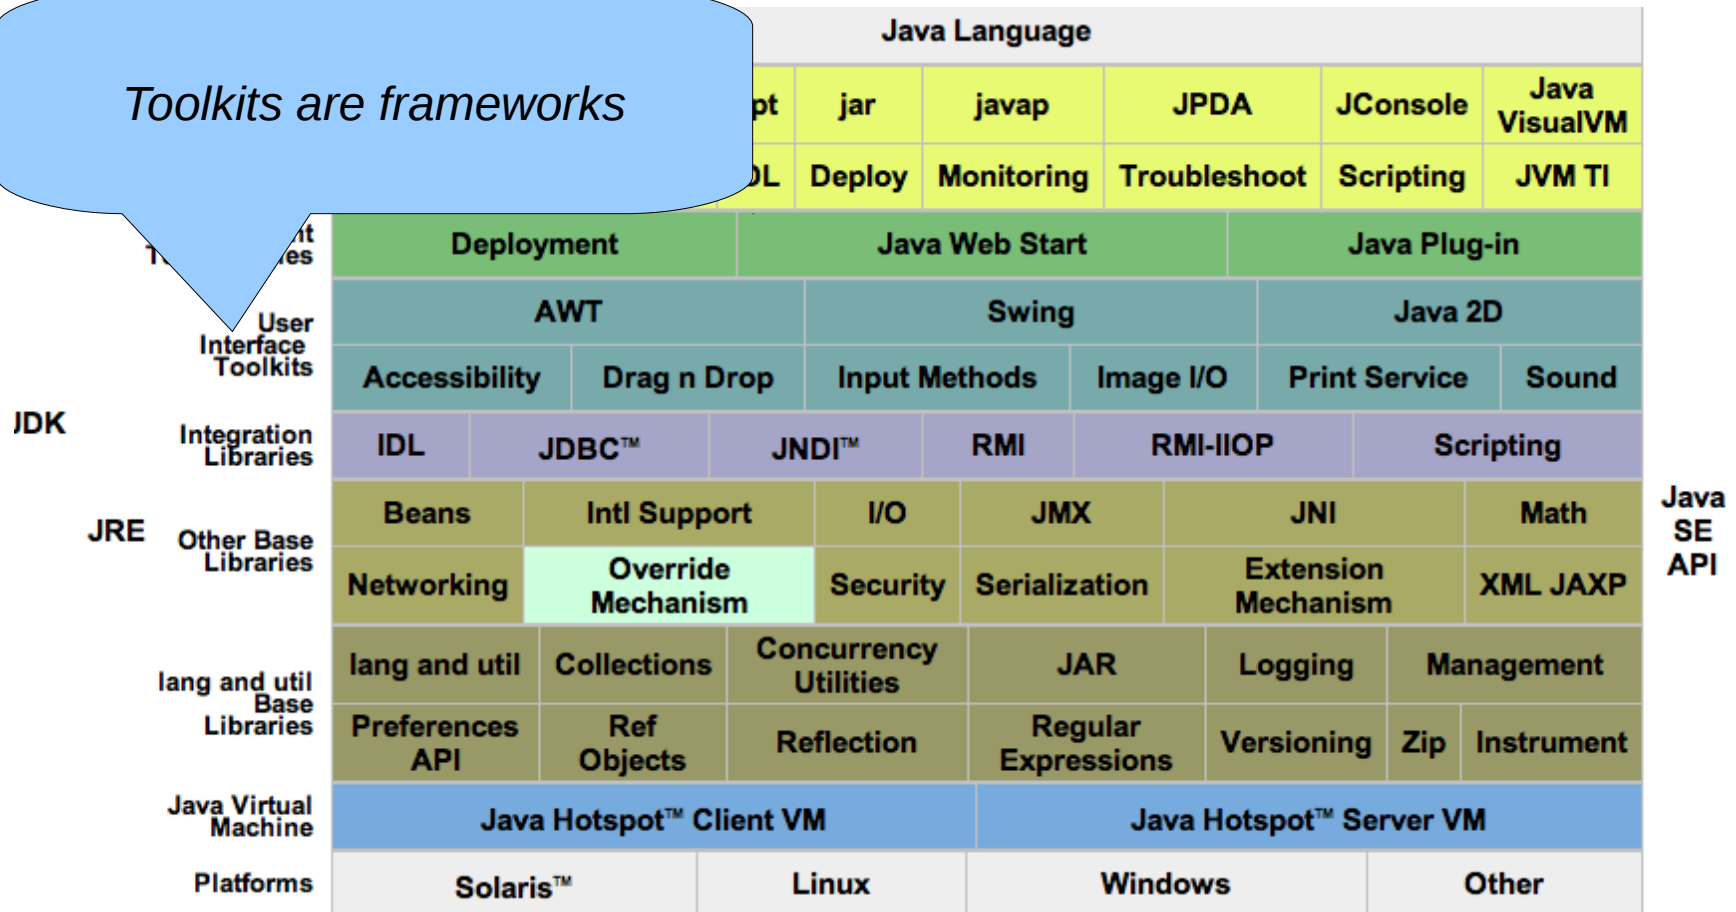 Java Language
Toolkits are frameworks
jar javap JPDA JConsole Java VisualVM
Deploy Monitoring Troubleshoot Scripting JVM TI
Deployment Java Web Start Java Plug-in
User Interface Toolkits
AWT Swing Java 2D
Accessibility Drag n Drop Input Methods Image I/O Print Service Sound
JDK
Integration Libraries
IDL JDBC™ JNDI™ RMI RMI-IIOP Scripting
JRE
Other Base Libraries
Beans Intl Support I/O JMX JNI Math
Java SE API
Networking Override Mechanism Security Serialization Extension Mechanism XML JAXP
lang and util Base Libraries
lang and util Collections Concurrency Utilities JAR Logging Management
Preferences API Ref Objects Reflection Regular Expressions Versioning Zip Instrument
Java Virtual Machine
Java Hotspot™ Client VM Java Hotspot™ Server VM
Platforms
Solaris™ Linux Windows Other